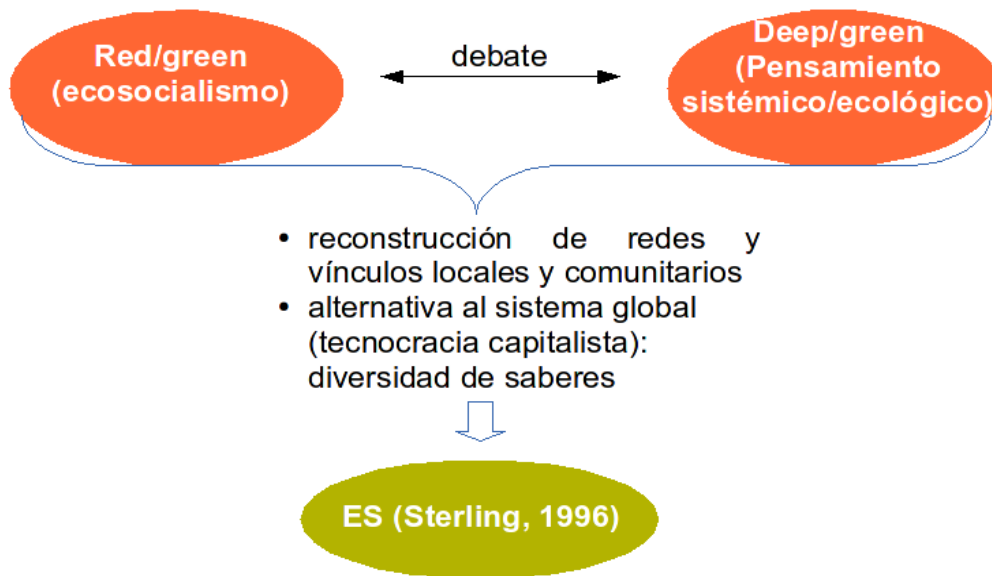 Red/green
(ecosocialismo)
debate
Deep/green
(Pensamiento
sistémico/ecológico)
• reconstrucción de redes y
vínculos locales y comunitarios
• alternativa al sistema global
(tecnocracia capitalista):
diversidad de saberes
ES (Sterling, 1996)